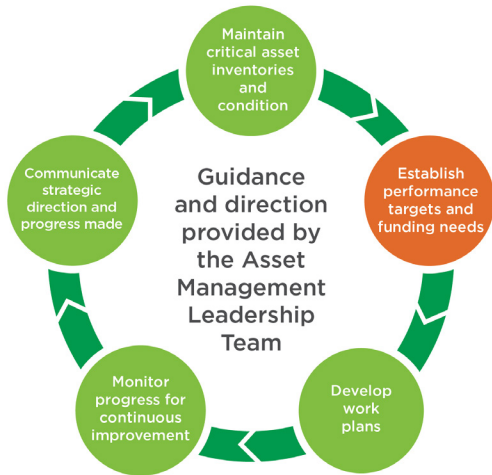 Maintain
critical asset
inventories
and
condition
Establish
performance
targets and
funding needs
Develop
work
plans
Monitor
progress for
continuous
improvement
Communicate
strategic
direction and
progress made
Guidance
and direction
provided by
the Asset
Management
Leadership
Team